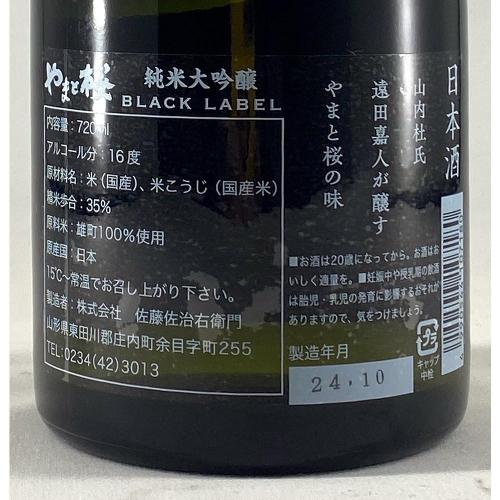 やまと桜 純米大吟醸
BLACK LABEL
内容量：720ml
アルコール分：16度
原材料名：米（国産）、米こうじ（国産米）
精米歩合：35%
原料米：雄町100%使用
原産国：日本
15℃～常温でお召し上がり下さい。
製造者：株式会社 佐藤佐治右衛門
山形県東田川郡庄内町余目字町255
TEL:0234(42)3013
日本酒
山内杜氏
遠田嘉人が醸す
やまと桜の味
■お酒は20歳になってから。お酒はお
いしく適量を。■妊娠中や授乳期の飲酒
は胎児・乳児の発育に影響するおそれが
ありますので、気をつけましょう。
プラ
キャップ
中栓
製造年月
24.10